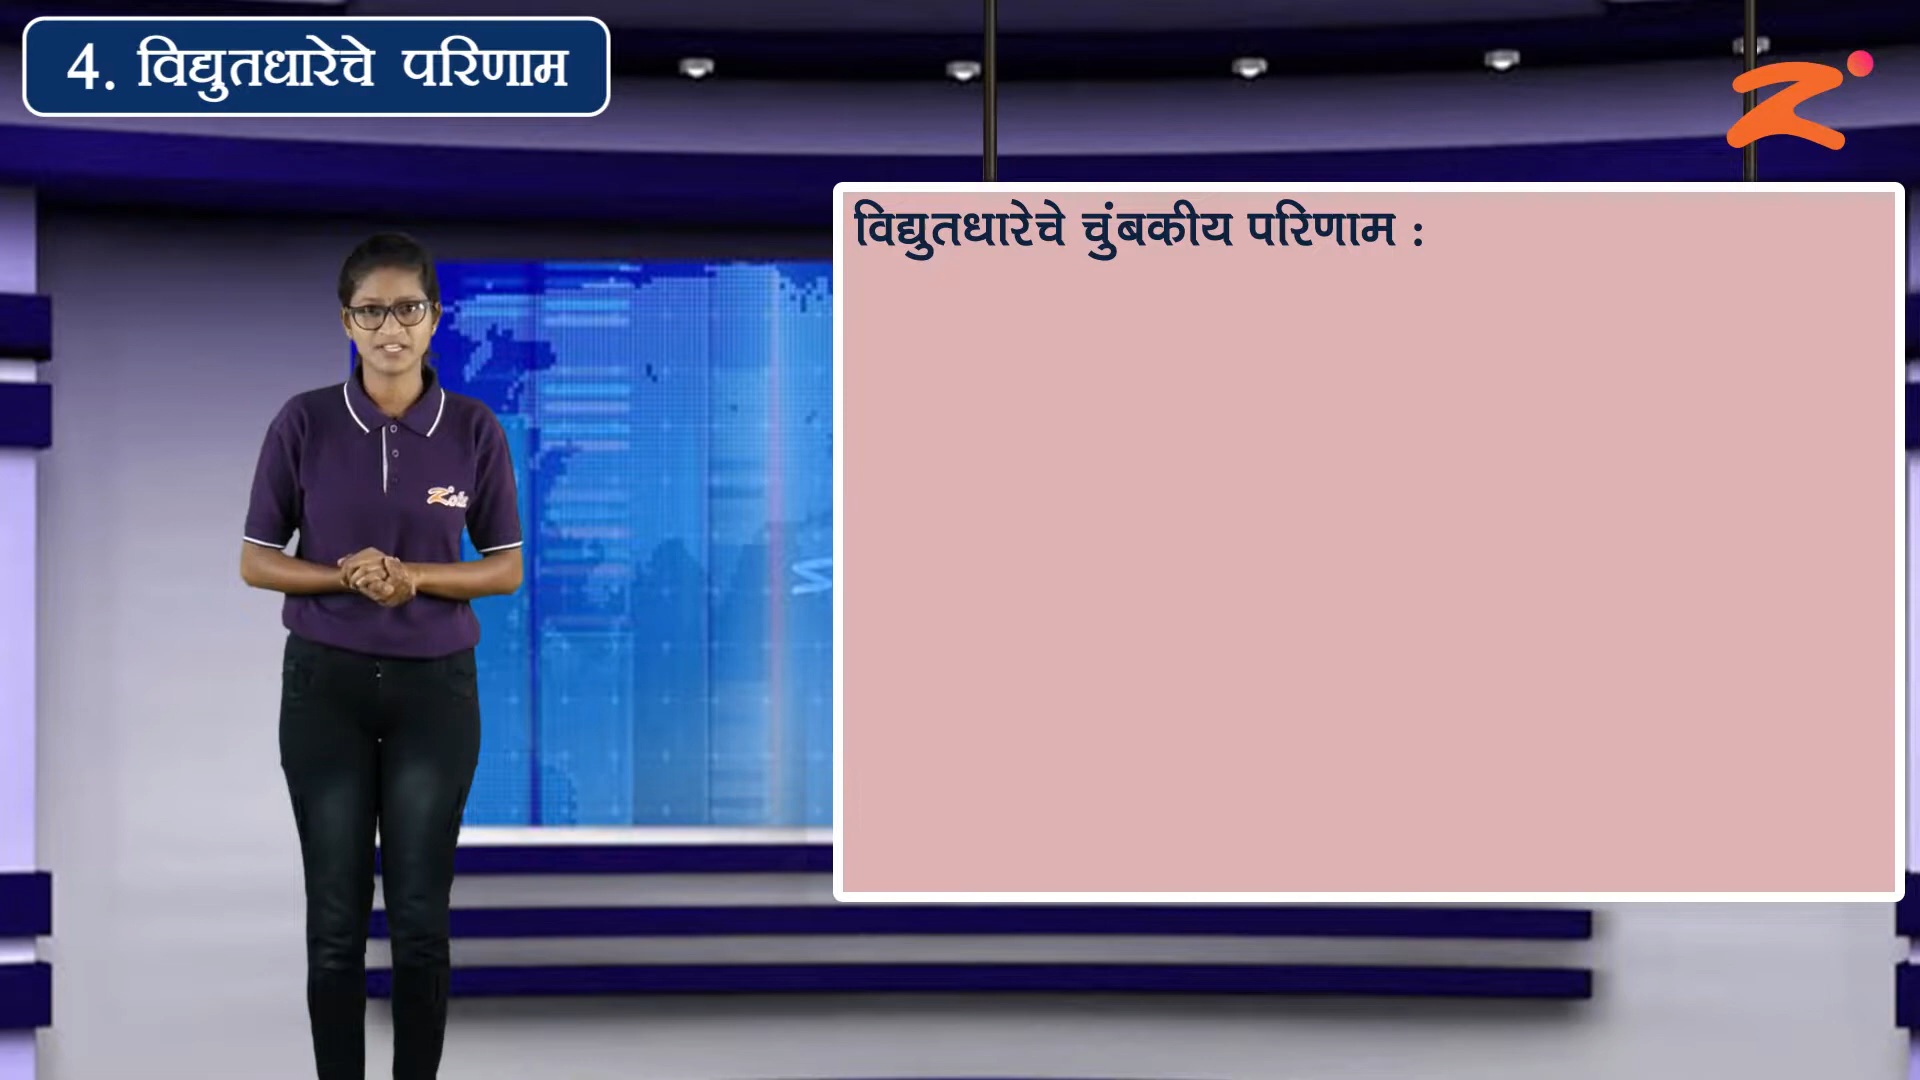 4. विद्युतधारेचे परिणाम
विद्युतधारेचे चुंबकीय परिणाम :